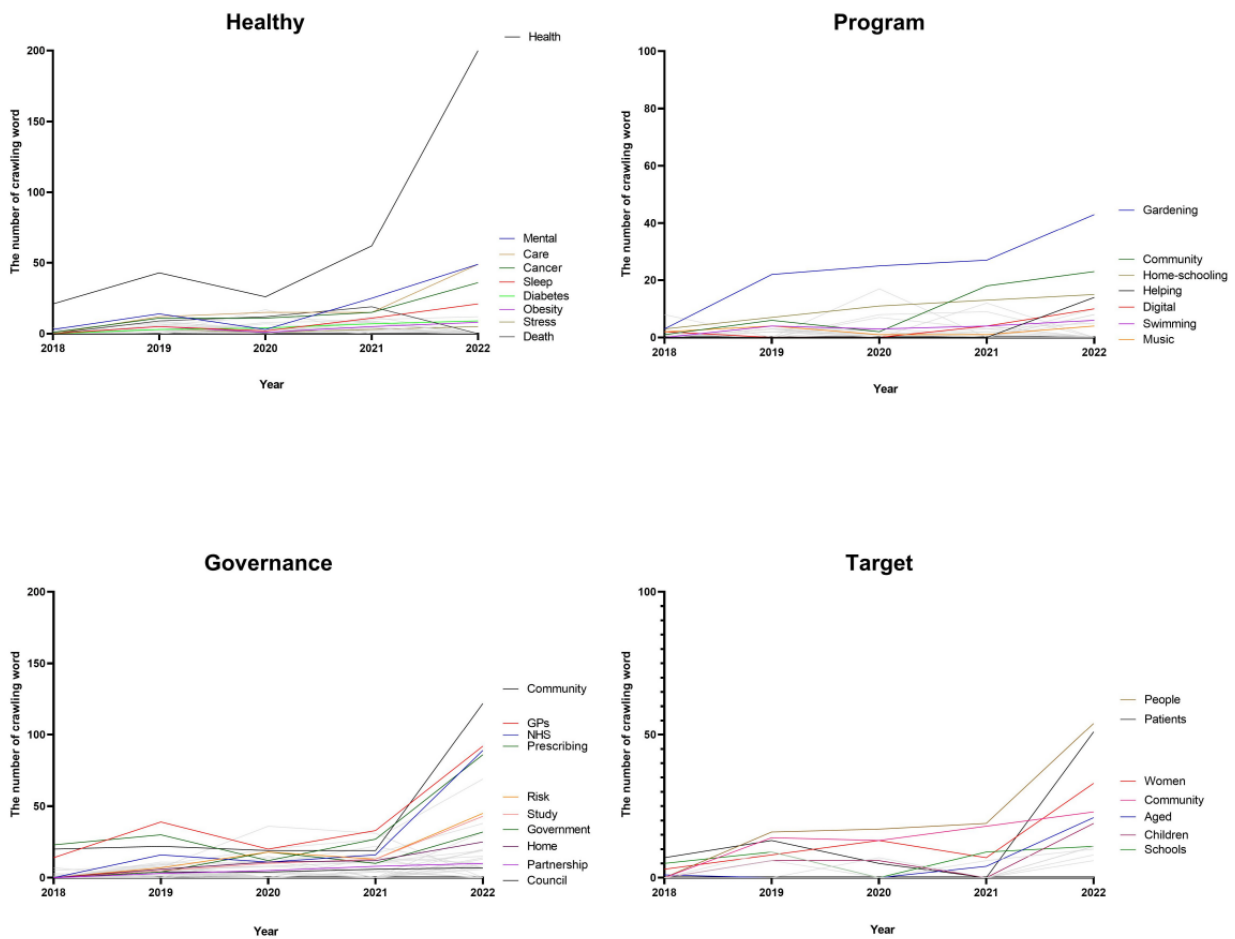 Healthy
The number of crawling word
200
150
100
50
0
2018 2019 2020 2021 2022
Year
Health
Mental
Care
Cancer
Sleep
Diabetes
Obesity
Stress
Death
Program
The number of crawling word
100
80
60
40
20
0
2018 2019 2020 2021 2022
Year
Gardening
Community
Home-schooling
Helping
Digital
Swimming
Music
Governance
The number of crawling word
200
150
100
50
0
2018 2019 2020 2021 2022
Year
Community
GPs
NHS
Prescribing
Risk
Study
Government
Home
Partnership
Council
Target
The number of crawling word
100
50
0
2018 2019 2020 2021 2022
Year
People
Patients
Women
Community
Aged
Children
Schools